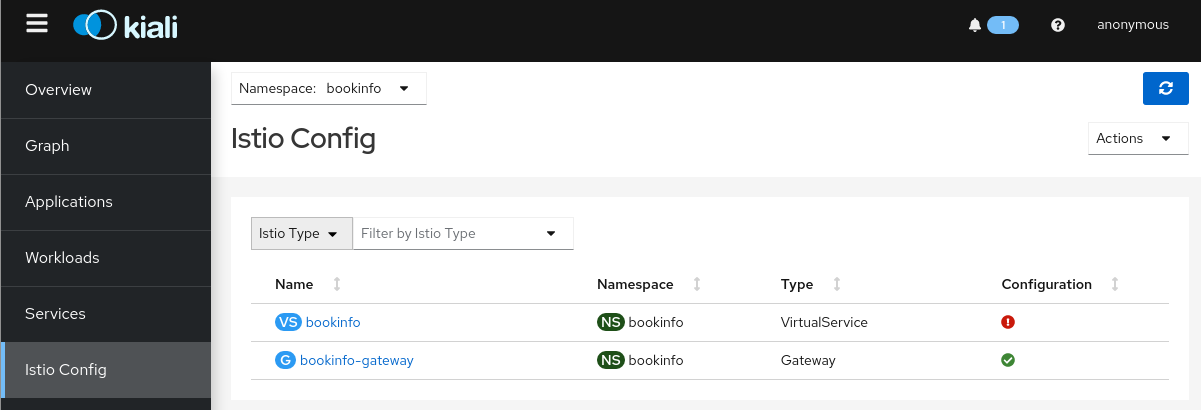 kiali
1
anonymous
Overview
Graph
Applications
Workloads
Services
Istio Config
Namespace: bookinfo
Istio Config
Actions
Istio Type Filter by Istio Type
Name Namespace Type Configuration
VS bookinfo NS bookinfo VirtualService
G bookinfo-gateway NS bookinfo Gateway